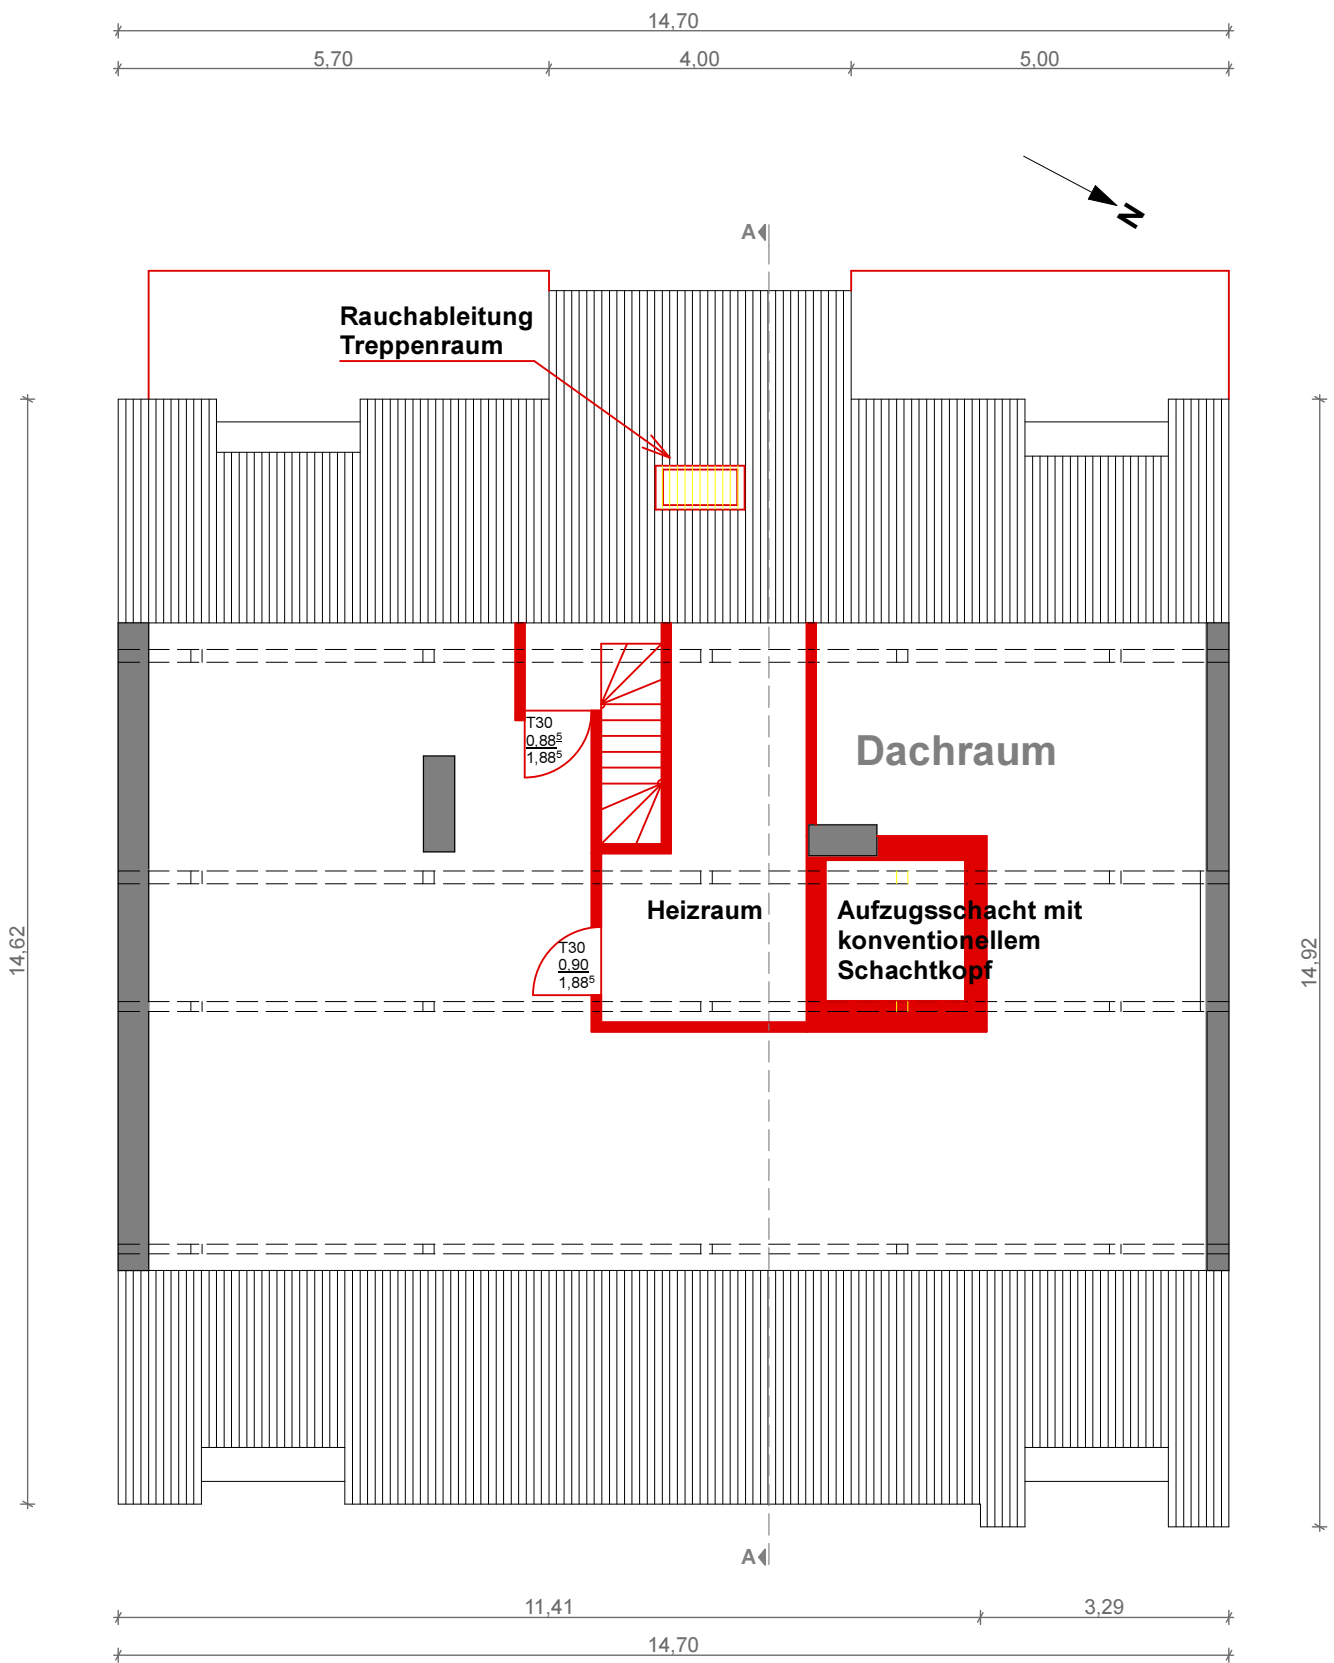 14,70
5,70
4,00
5,00
N
A
Rauchableitung
Treppenraum
T30
0,88⁵
1,88⁵
Dachraum
Heizraum
Aufzugsschacht mit
konventionellem
Schachtkopf
T30
0,90
1,88⁵
14,62
14,92
A
11,41
3,29
14,70